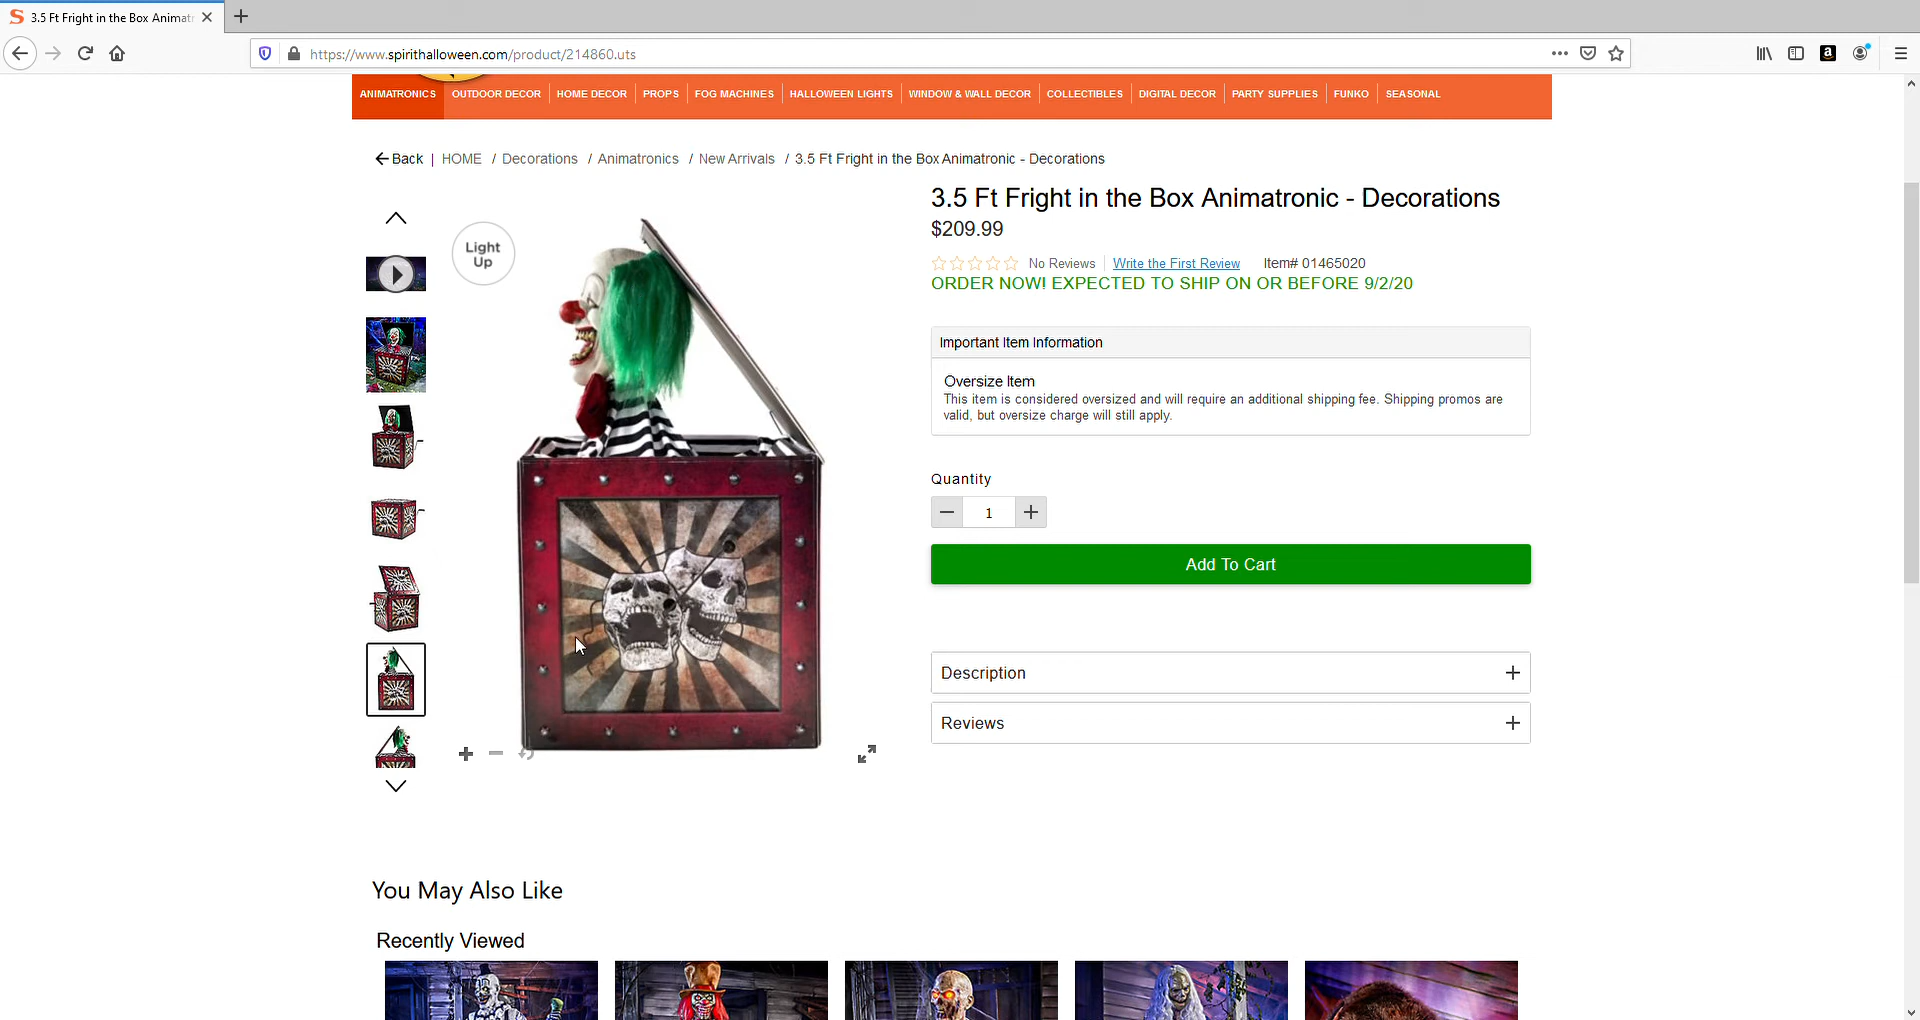 3.5 Ft Fright in the Box Animat
https://www.spirithalloween.com/product/214860.uts
ANIMATRONICS OUTDOOR DECOR HOME DECOR PROPS FOG MACHINES HALLOWEEN LIGHTS WINDOW & WALL DECOR COLLECTIBLES DIGITAL DECOR PARTY SUPPLIES FUNKO SEASONAL
Back | HOME / Decorations / Animatronics / New Arrivals / 3.5 Ft Fright in the Box Animatronic - Decorations
Light
Up
3.5 Ft Fright in the Box Animatronic - Decorations
$209.99
No Reviews Write the First Review Item# 01465020
ORDER NOW! EXPECTED TO SHIP ON OR BEFORE 9/2/20
Important Item Information
Oversize Item
This item is considered oversized and will require an additional shipping fee. Shipping promos are
valid, but oversize charge will still apply.
Quantity
1
Add To Cart
Description
Reviews
You May Also Like
Recently Viewed